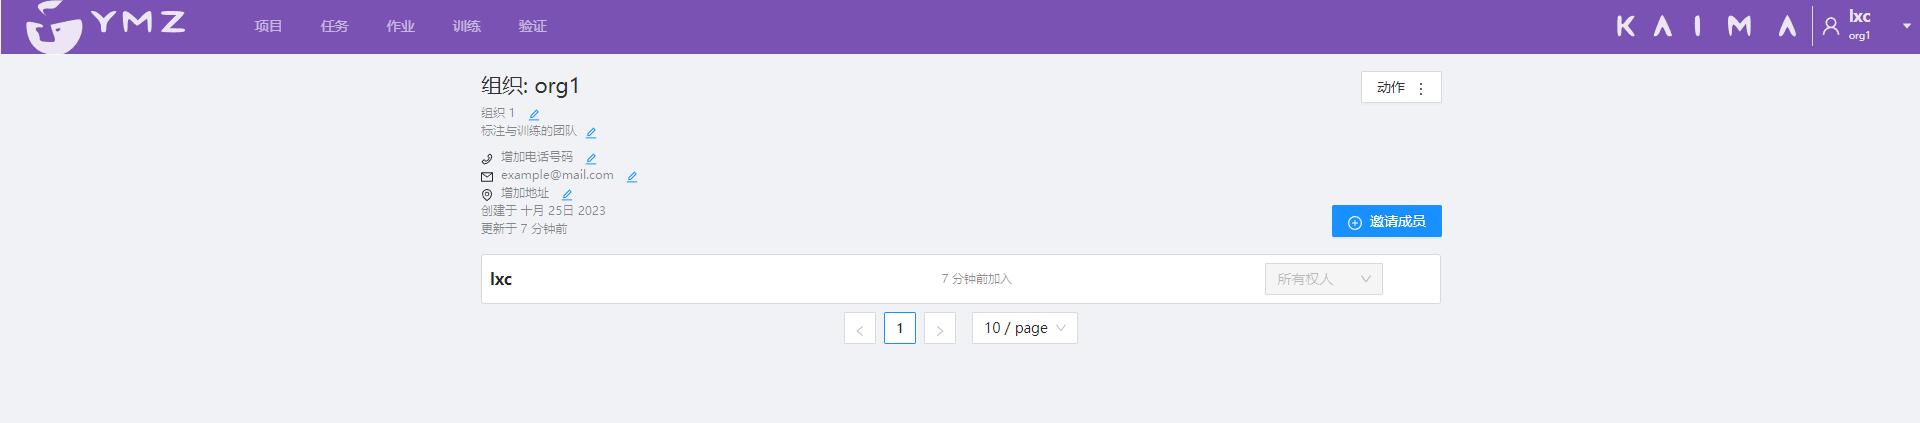 YMZ 项目 任务 作业 训练 验证 KAIMA lxc
org1
组织: org1 动作
组织 1
标注与训练的团队
增加电话号码
example@mail.com
增加地址
创建于 十月 25日 2023
更新于 7 分钟前
邀请成员
lxc 7 分钟前加入 所有权人
< 1 > 10 / page